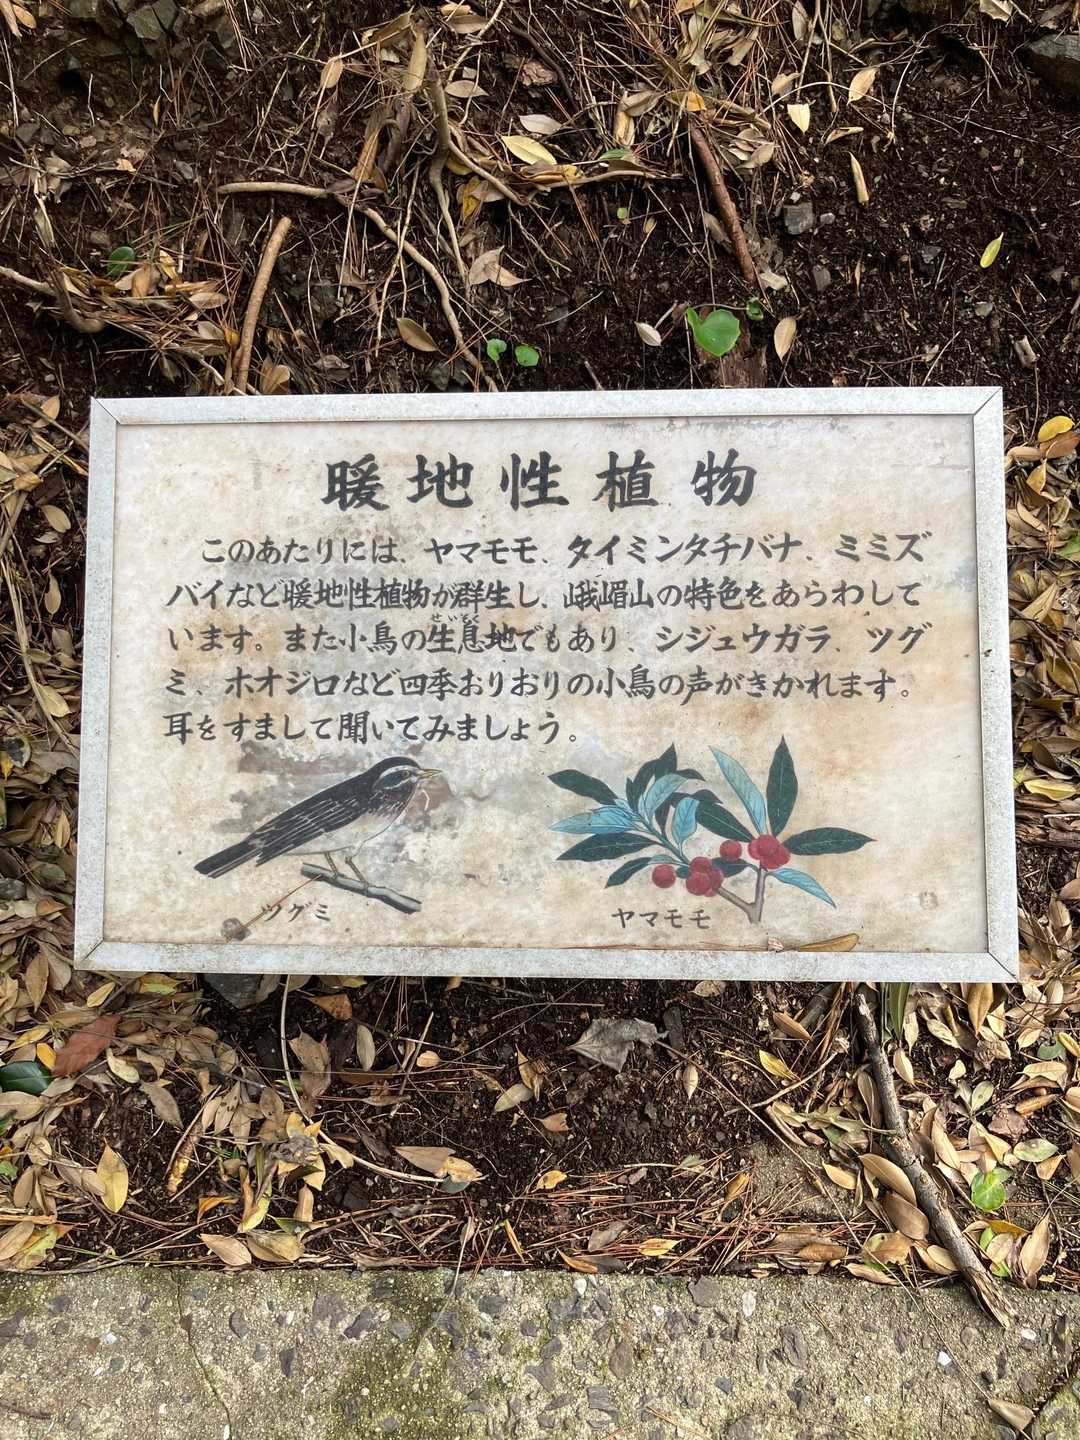 暖地性植物
このあたりには、ヤマモモ、タイミンタチバナ、ミミズ
バイなど暖地性植物が群生し、峨嵋山の特色をあらわして
います。また小鳥の生息地でもあり、シジュウガラ、ツグ
せいそく
ミ、ホオジロなど四季おりおりの小鳥の声がきかれます。
耳をすまして聞いてみましょう。
ツグミ
ヤマモモ